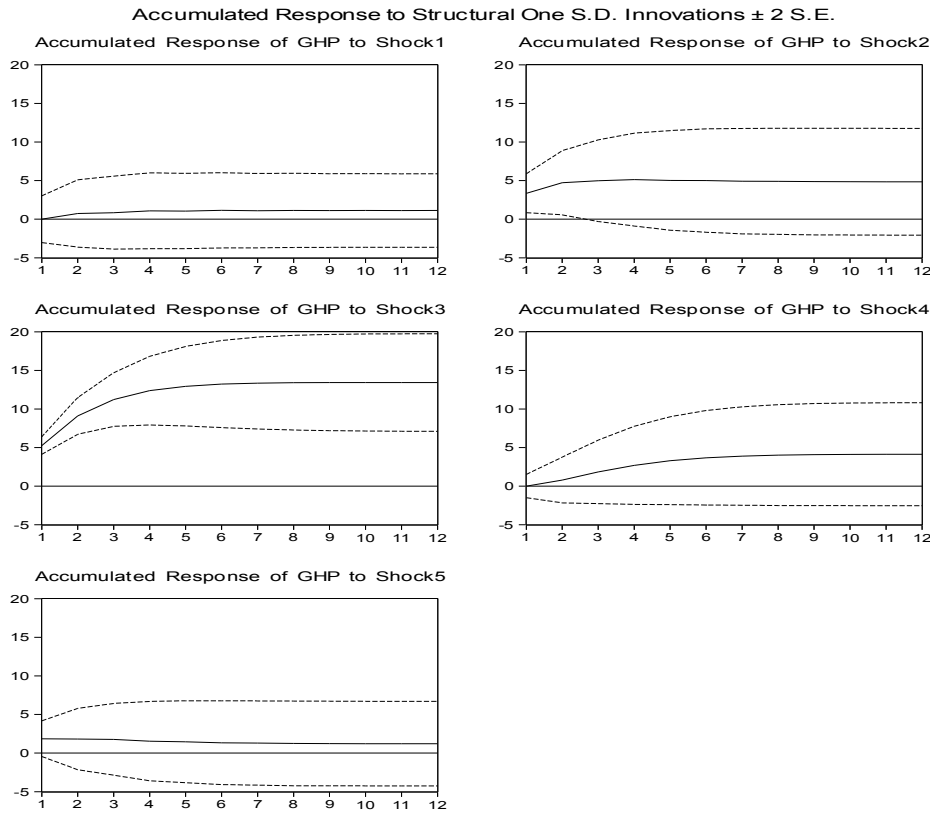 Accumulated Response to Structural One S.D. Innovations ± 2 S.E.
Accumulated Response of GHP to Shock1
20
15
10
5
0
-5
1 2 3 4 5 6 7 8 9 10 11 12
Accumulated Response of GHP to Shock2
20
15
10
5
0
-5
1 2 3 4 5 6 7 8 9 10 11 12
Accumulated Response of GHP to Shock3
20
15
10
5
0
-5
1 2 3 4 5 6 7 8 9 10 11 12
Accumulated Response of GHP to Shock4
20
15
10
5
0
-5
1 2 3 4 5 6 7 8 9 10 11 12
Accumulated Response of GHP to Shock5
20
15
10
5
0
-5
1 2 3 4 5 6 7 8 9 10 11 12